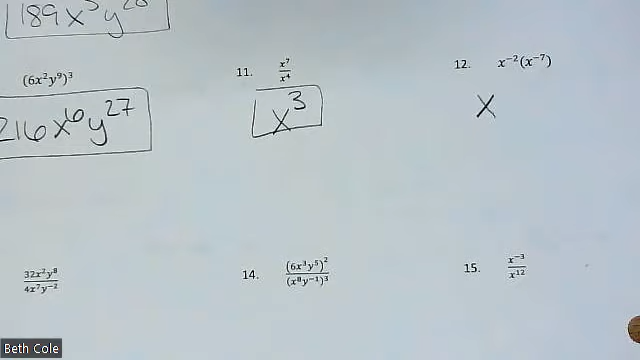 189x⁵y²⁸
(6x²y⁹)³
11. x⁷/x⁴
12. x⁻²(x⁻⁷)
216x⁶y²⁷
x³
x
32x²y⁸/4x⁷y⁻²
14. (6x³y⁵)²/(x⁸y⁻¹)³
15. x⁻³/x¹²
Beth Cole